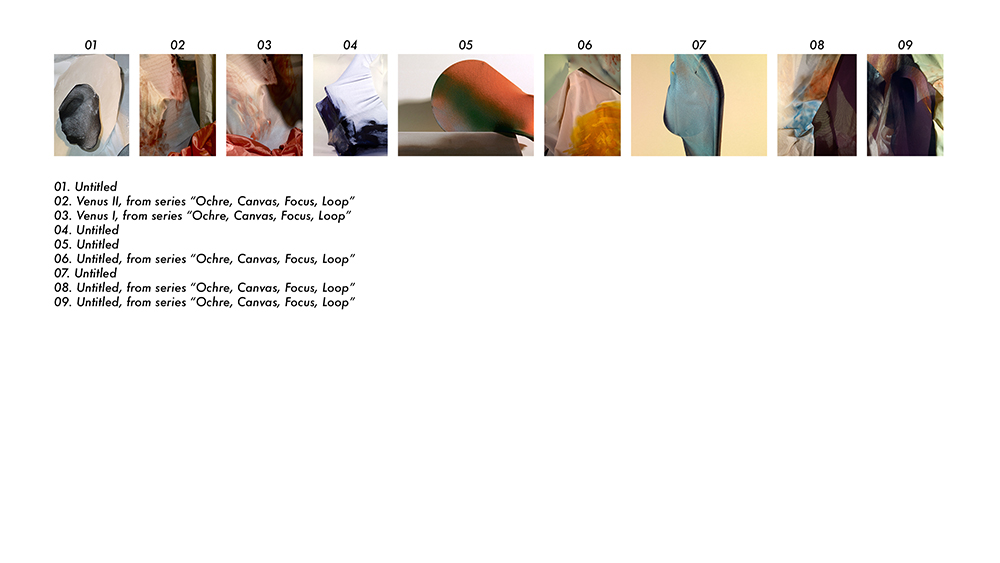 01 02 03 04 05 06 07 08 09
01. Untitled
02. Venus II, from series “Ochre, Canvas, Focus, Loop”
03. Venus I, from series “Ochre, Canvas, Focus, Loop”
04. Untitled
05. Untitled
06. Untitled, from series “Ochre, Canvas, Focus, Loop”
07. Untitled
08. Untitled, from series “Ochre, Canvas, Focus, Loop”
09. Untitled, from series “Ochre, Canvas, Focus, Loop”